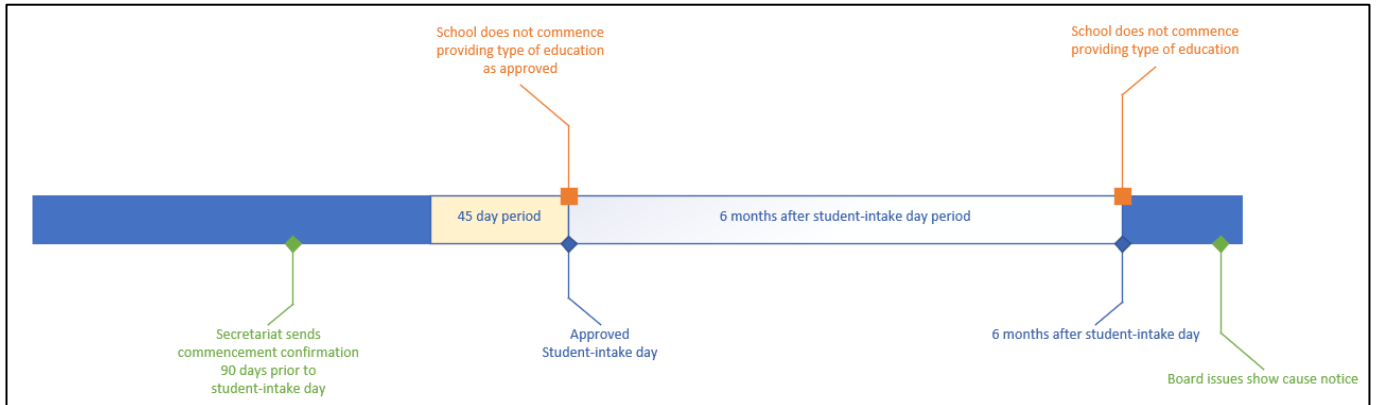 School does not commence
providing type of education
as approved
School does not commence
providing type of education
45 day period
6 months after student-intake day period
Secretariat sends
commencement confirmation
90 days prior to
student-intake day
Approved
Student-intake day
6 months after student-intake day
Board issues show cause notice